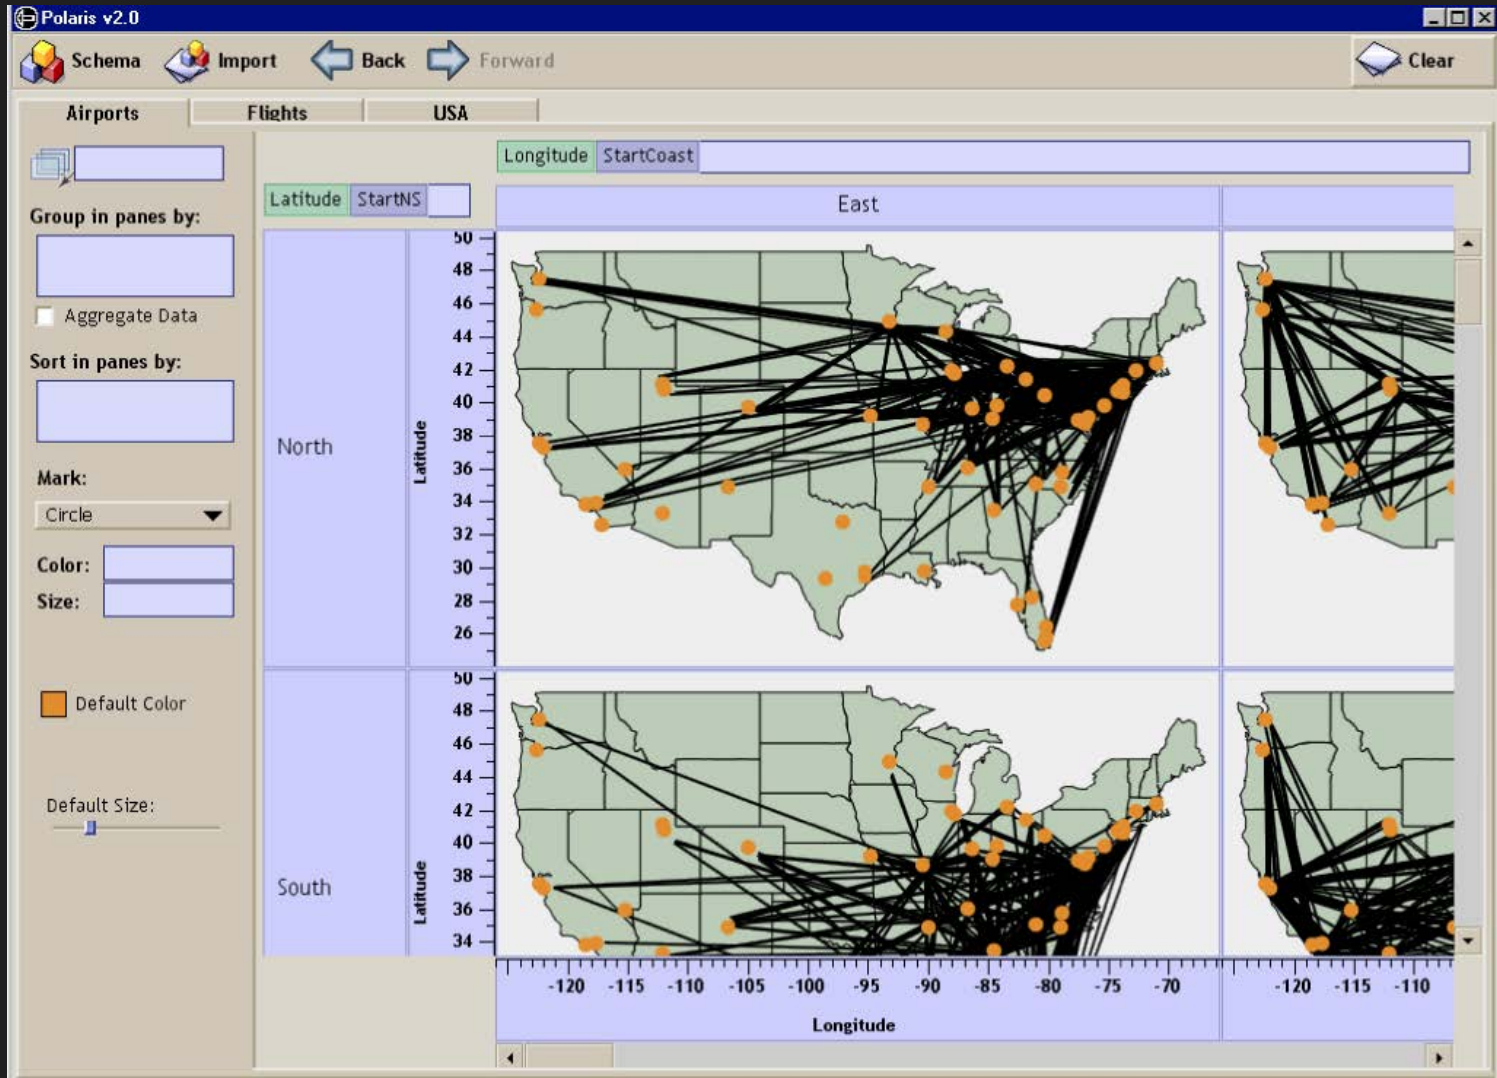 Polaris v2.0
Schema Import Back Forward Clear
Airports Flights USA
Longitude StartCoast
Latitude StartNS
East
Group in panes by:
Aggregate Data
Sort in panes by:
Mark:
Circle
Color:
Size:
Default Color
Default Size:
North
Latitude
50
48
46
44
42
40
38
36
34
32
30
28
26
South
Latitude
50
48
46
44
42
40
38
36
34
-120 -115 -110 -105 -100 -95 -90 -85 -80 -75 -70 -120 -115 -110
Longitude